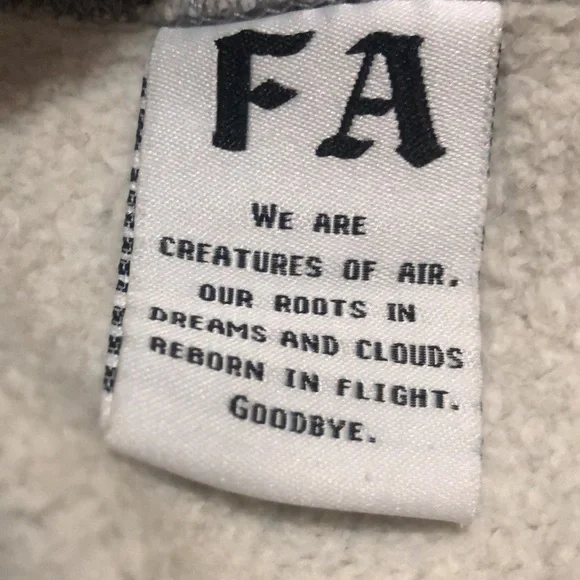 FA
WE ARE
CREATURES OF AIR.
OUR ROOTS IN
DREAMS AND CLOUDS
REBORN IN FLIGHT.
GOODBYE.